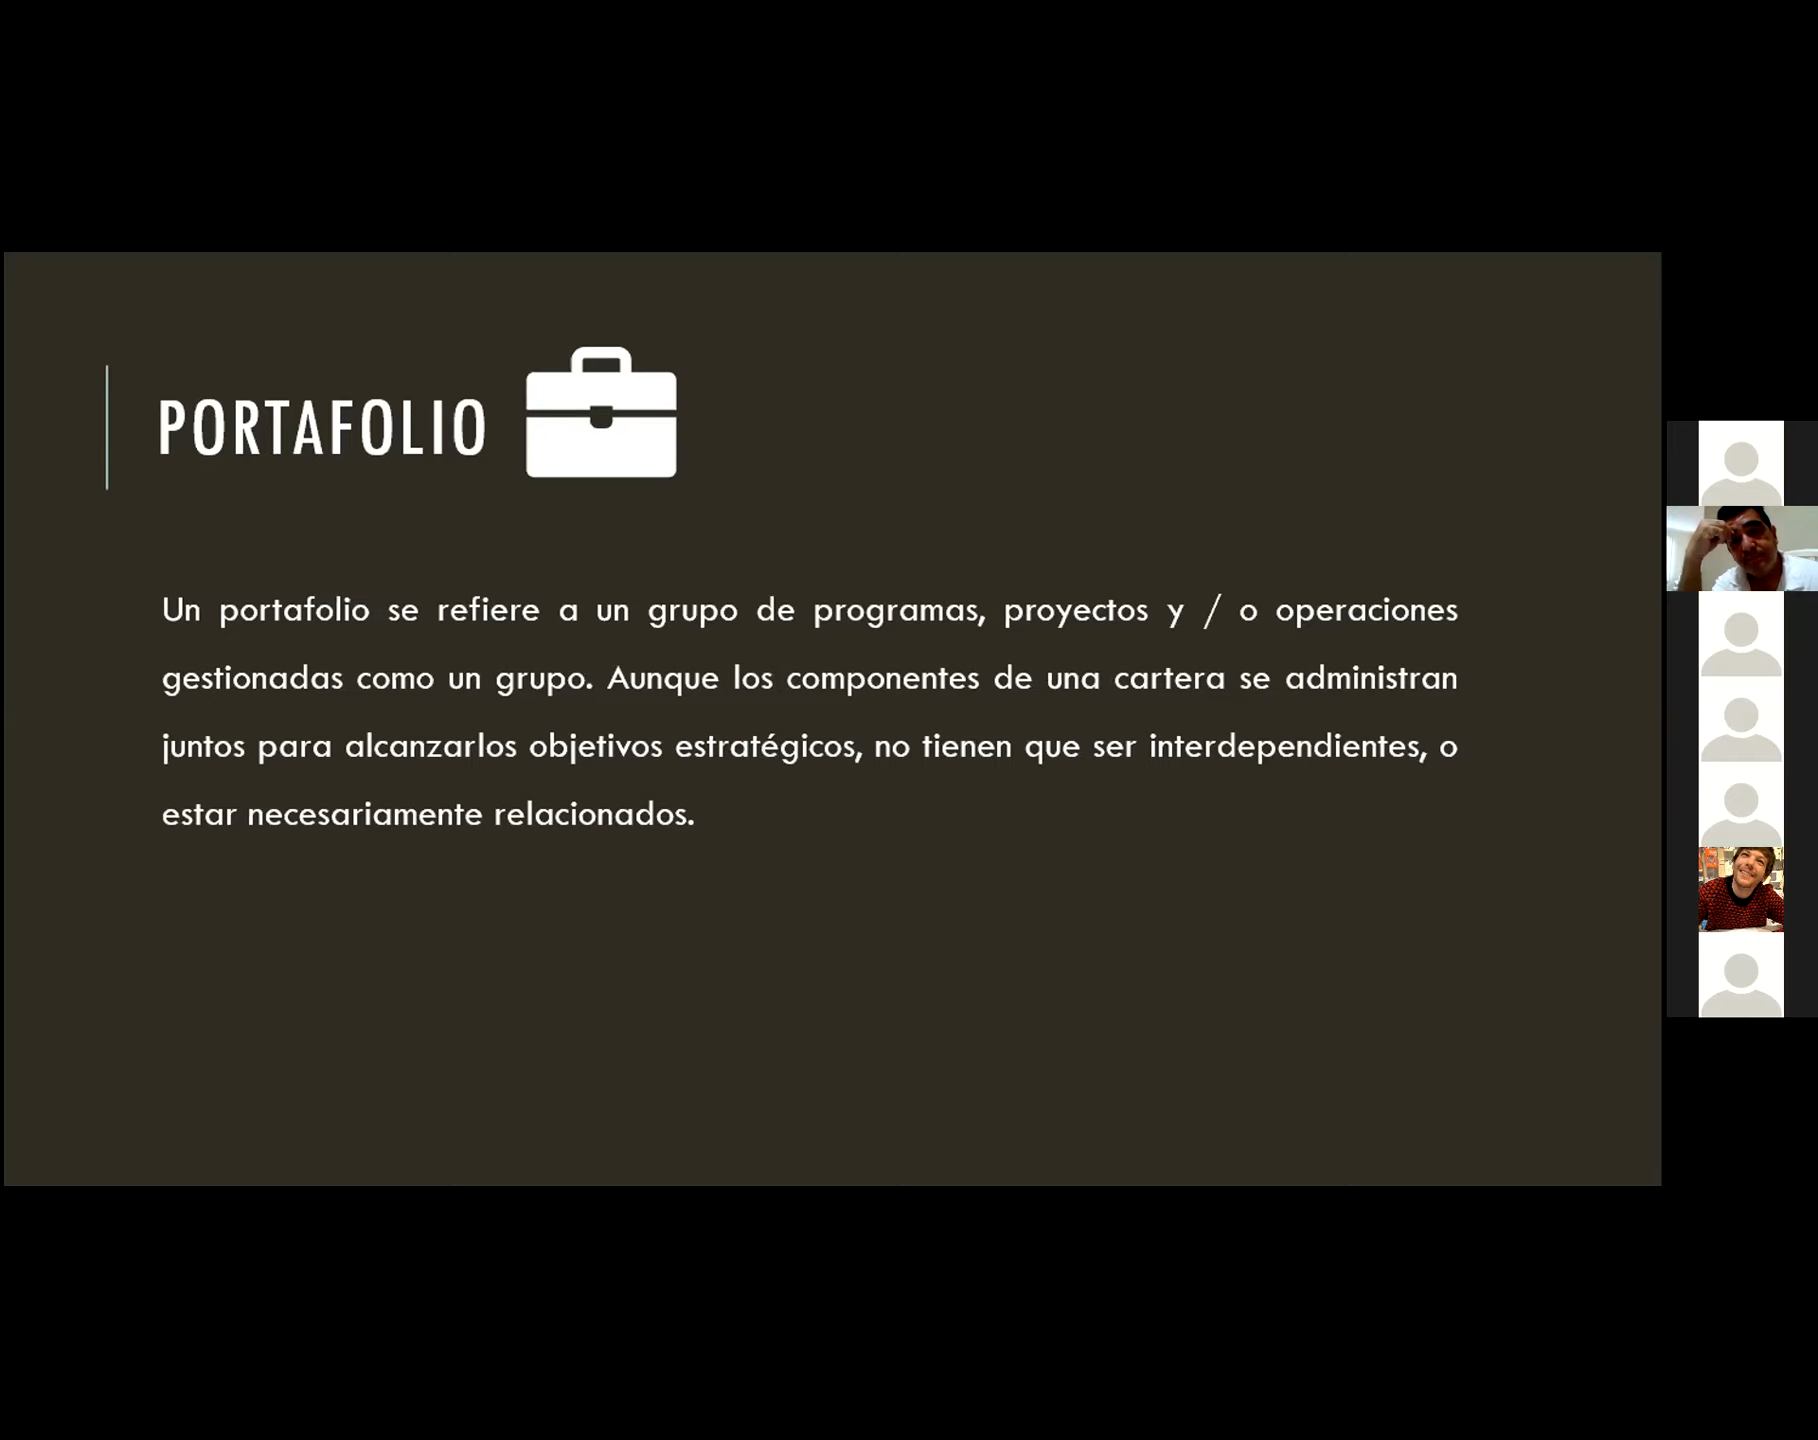 PORTAFOLIO
Un portafolio se refiere a un grupo de programas, proyectos y / o operaciones
gestionadas como un grupo. Aunque los componentes de una cartera se administran
juntos para alcanzarlos objetivos estratégicos, no tienen que ser interdependientes, o
estar necesariamente relacionados.